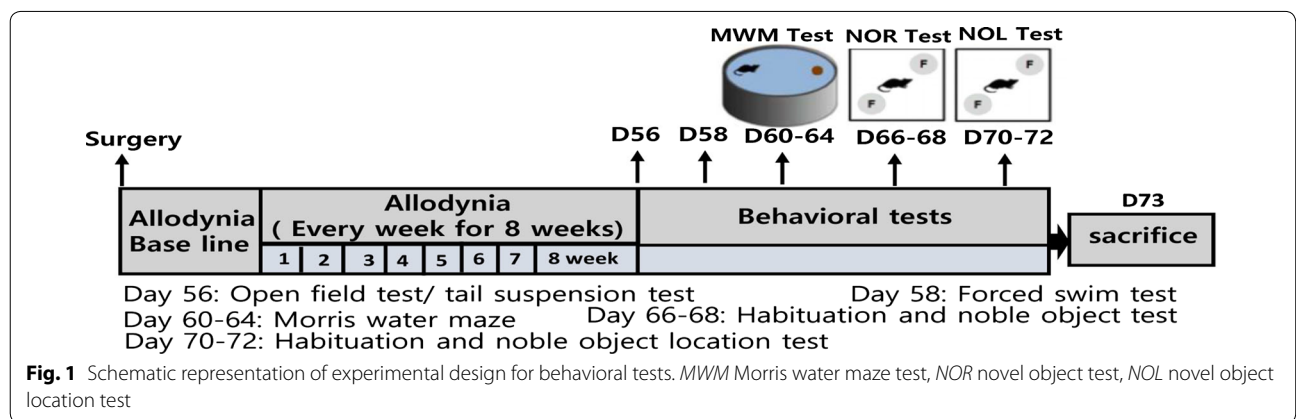 MWM Test NOR Test NOL Test
F F
F F
Surgery D56 D58 D60-64 D66-68 D70-72
D73
Allodynia
Base line
Allodynia
( Every week for 8 weeks)
1 2 3 4 5 6 7 8 week
Behavioral tests
sacrifice
Day 56: Open field test/ tail suspension test Day 58: Forced swim test
Day 60-64: Morris water maze Day 66-68: Habituation and noble object test
Day 70-72: Habituation and noble object location test
Fig. 1 Schematic representation of experimental design for behavioral tests. MWM Morris water maze test, NOR novel object test, NOL novel object
location test